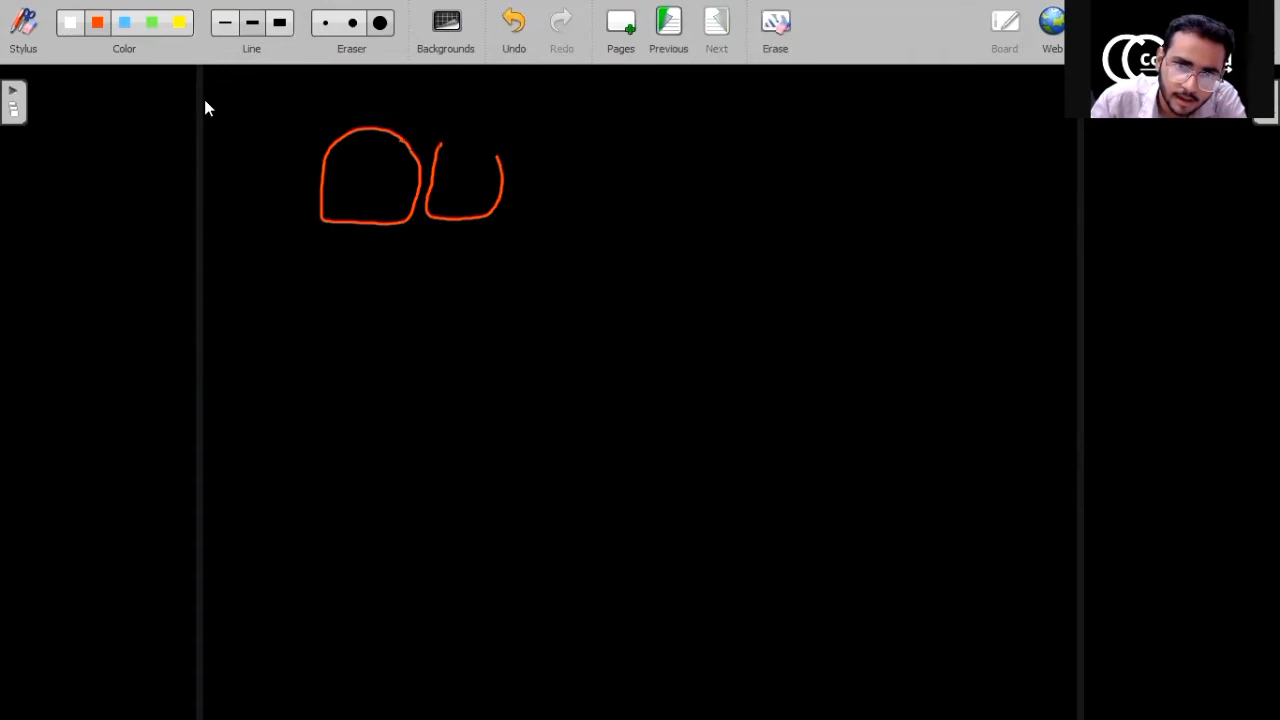 Stylus
Color
Line
Eraser
Backgrounds
Undo
Redo
Pages
Previous
Next
Erase
Board
Web